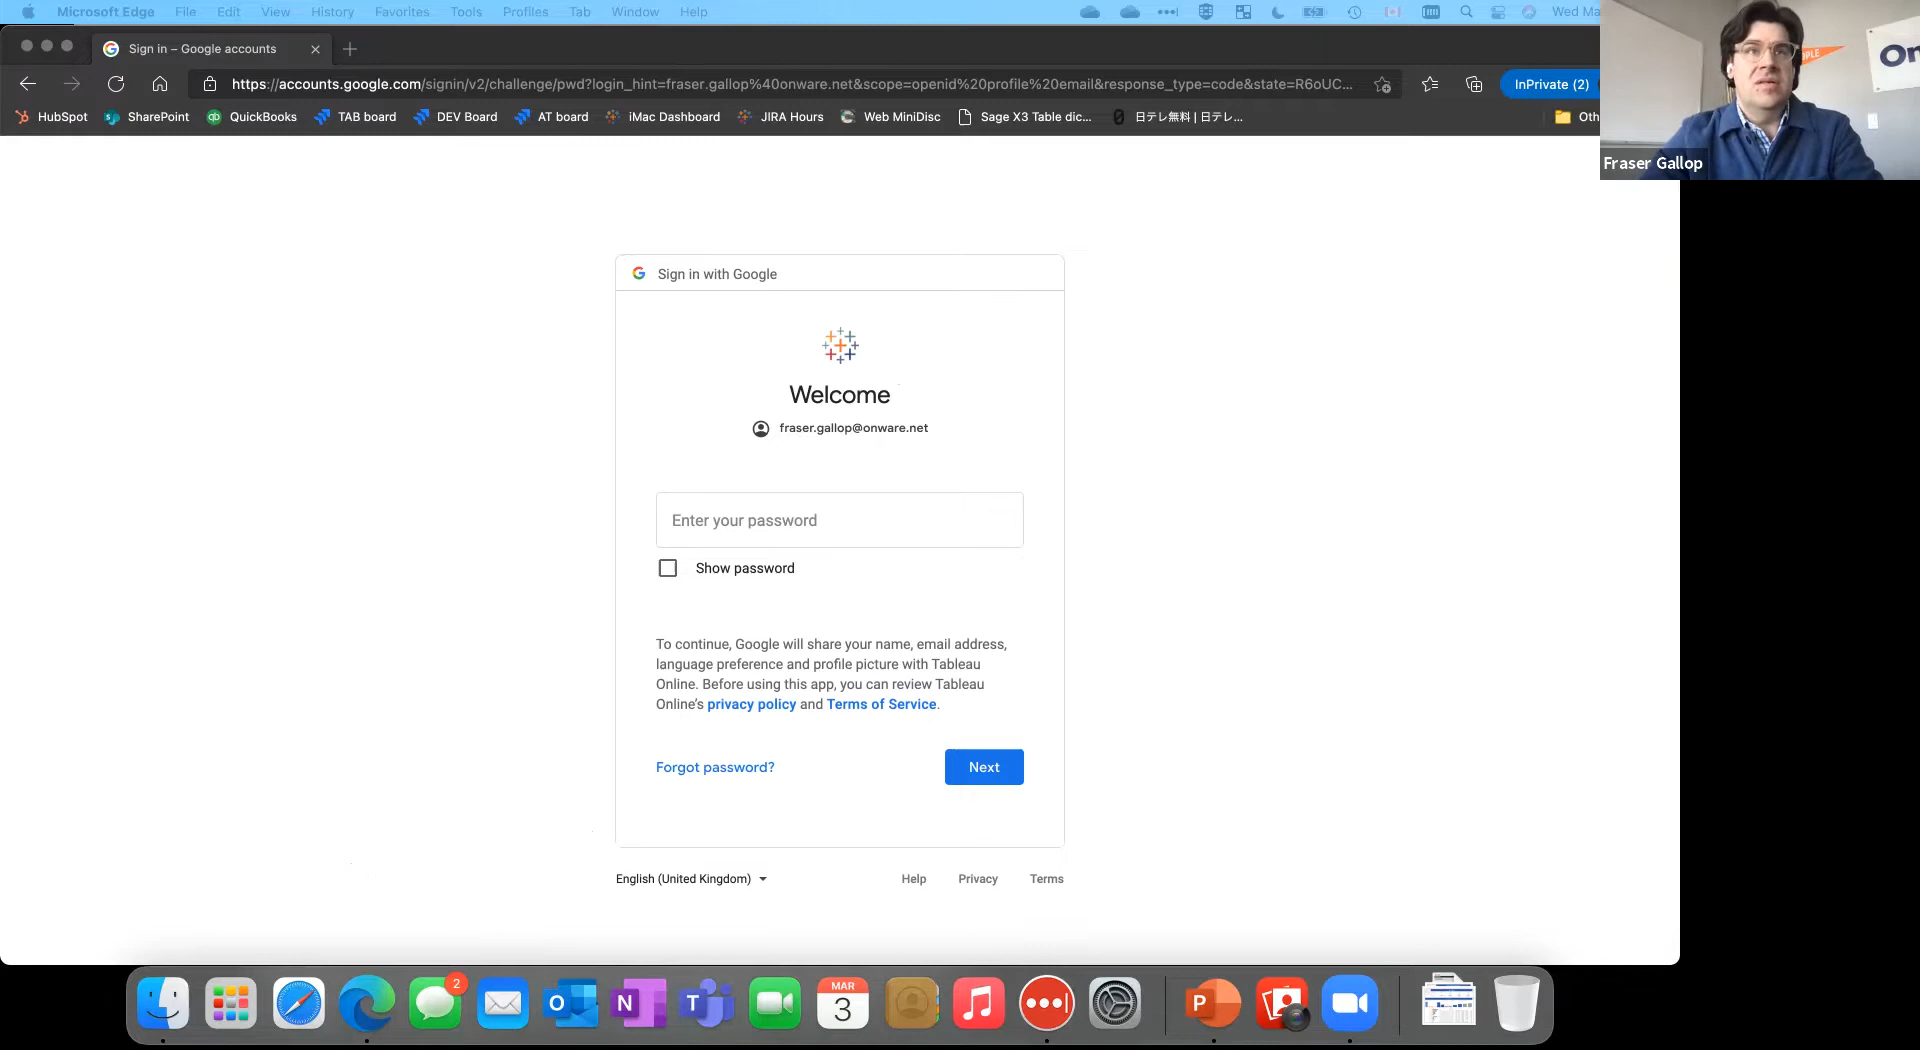 Microsoft Edge File Edit View History Favorites Tools Profiles Tab Window Help Wed Ma
Sign in – Google accounts
https://accounts.google.com/signin/v2/challenge/pwd?login_hint=fraser.gallop%40onware.net&scope=openid%20profile%20email&response_type=code&state=R6oUC...
InPrivate (2)
HubSpot SharePoint QuickBooks TAB board DEV Board AT board iMac Dashboard JIRA Hours Web MiniDisc Sage X3 Table dic... 日テレ無料 | 日テレ... Oth
On
Fraser Gallop
Sign in with Google
Welcome
fraser.gallop@onware.net
Enter your password
Show password
To continue, Google will share your name, email address,
language preference and profile picture with Tableau
Online. Before using this app, you can review Tableau
Online's privacy policy and Terms of Service.
Forgot password?
Next
English (United Kingdom)
Help Privacy Terms
2
MAR
3